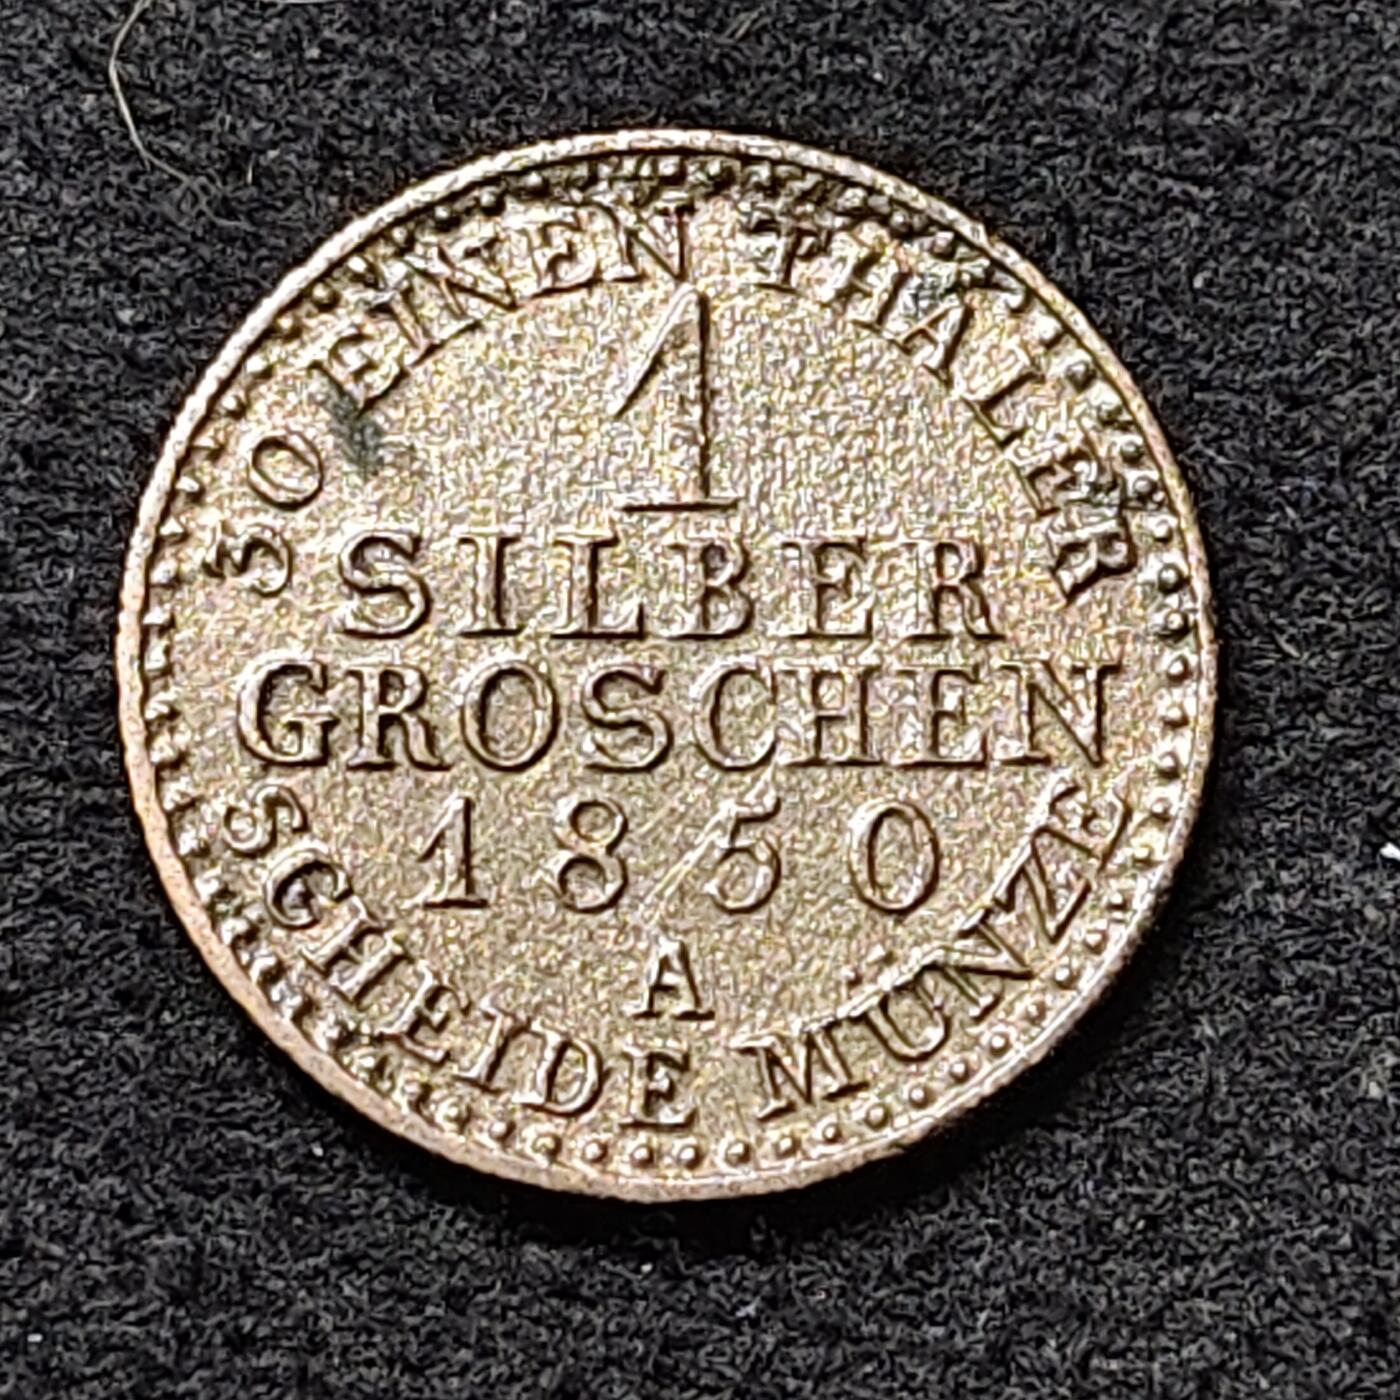 30 EINEN THALER
1
SILBER
GROSCHEN
1850
A
SCHEIDE MÜNZE